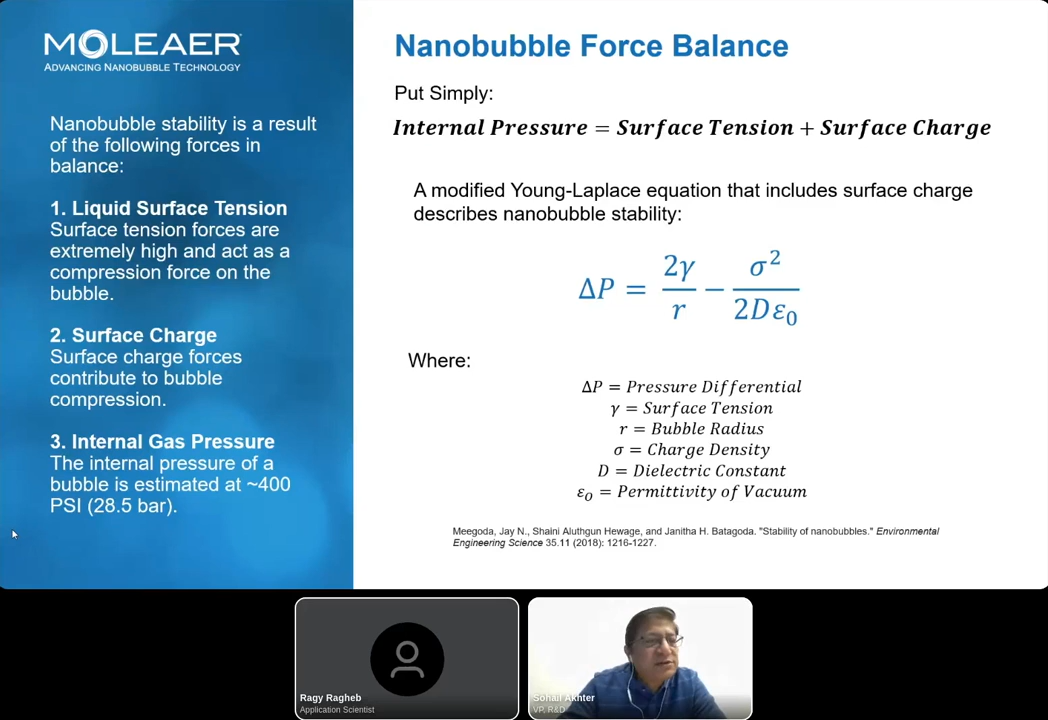 MOLEAER
ADVANCING NANOBUBBLE TECHNOLOGY
Nanobubble stability is a result
of the following forces in
balance:
1. Liquid Surface Tension
Surface tension forces are
extremely high and act as a
compression force on the
bubble.
2. Surface Charge
Surface charge forces
contribute to bubble
compression.
3. Internal Gas Pressure
The internal pressure of a
bubble is estimated at ~400
PSI (28.5 bar).
Nanobubble Force Balance
Put Simply:
Internal Pressure = Surface Tension + Surface Charge
A modified Young-Laplace equation that includes surface charge
describes nanobubble stability:
ΔP = 2γ/r − σ²/2Dε₀
Where:
ΔP = Pressure Differential
γ = Surface Tension
r = Bubble Radius
σ = Charge Density
D = Dielectric Constant
ε₀ = Permittivity of Vacuum
Meegoda, Jay N., Shaini Aluthgun Hewage, and Janitha H. Batagoda. "Stability of nanobubbles." Environmental
Engineering Science 35.11 (2018): 1216-1227.
Ragy Ragheb
Application Scientist
Sohail Akhter
VP, R&D